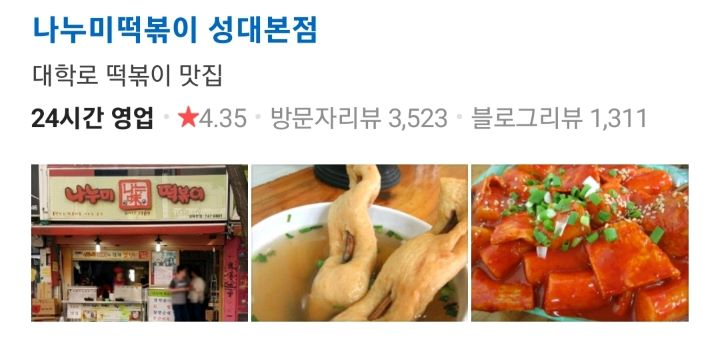 나누미떡볶이 성대본점
대학로 떡볶이 맛집
24시간 영업 · ★4.35 · 방문자리뷰 3,523 · 블로그리뷰 1,311
나누미 떡볶이